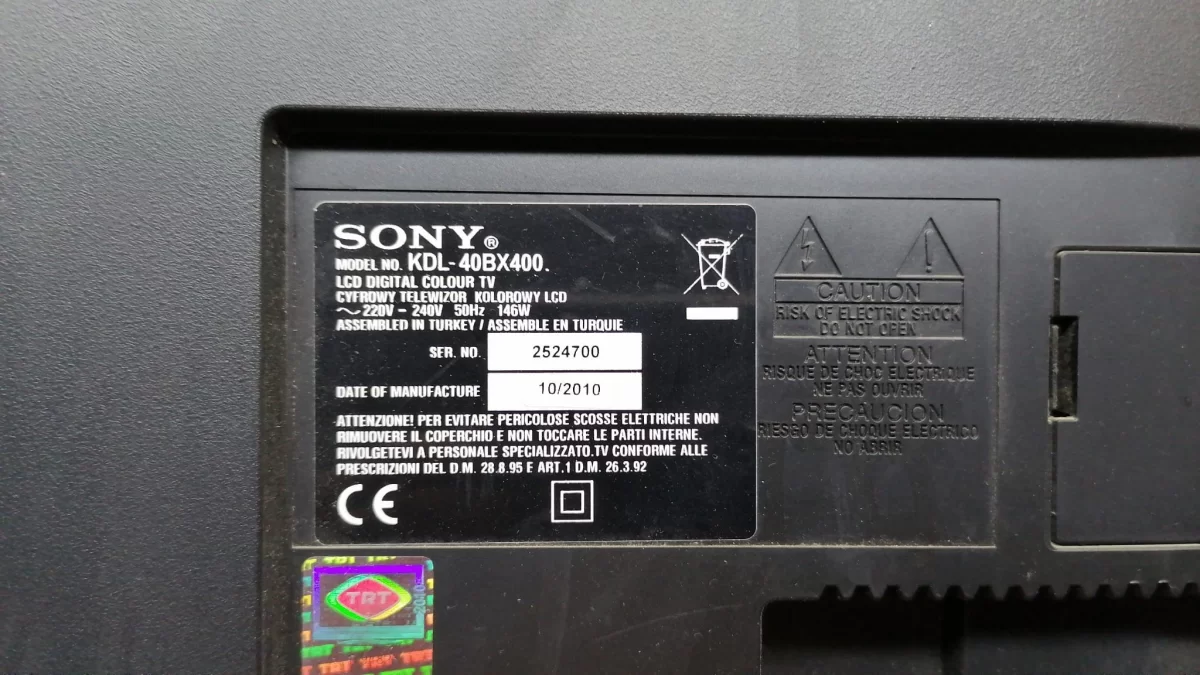 SONY®
MODEL NO. KDL-40BX400.
LCD DIGITAL COLOUR TV
CYFROWY TELEWIZOR KOLOROWY LCD
~ 220V - 240V 50Hz 146W
ASSEMBLED IN TURKEY / ASSEMBLE EN TURQUIE
SER. NO. 2524700
DATE OF MANUFACTURE 10/2010
ATTENZIONE! PER EVITARE PERICOLOSE SCOSSE ELETTRICHE NON
RIMUOVERE IL COPERCHIO E NON TOCCARE LE PARTI INTERNE.
RIVOLGETEVI A PERSONALE SPECIALIZZATO.TV CONFORME ALLE
PRESCRIZIONI DEL D.M. 28.8.95 E ART.1 D.M. 26.3.92
CE
CAUTION
RISK OF ELECTRIC SHOCK
DO NOT OPEN
ATTENTION
RISQUE DE CHOC ELECTRIQUE
NE PAS OUVRIR
PRECAUCION
RIESGO DE CHOQUE ELECTRICO
NO ABRIR
TRT
TRT TRT TRT